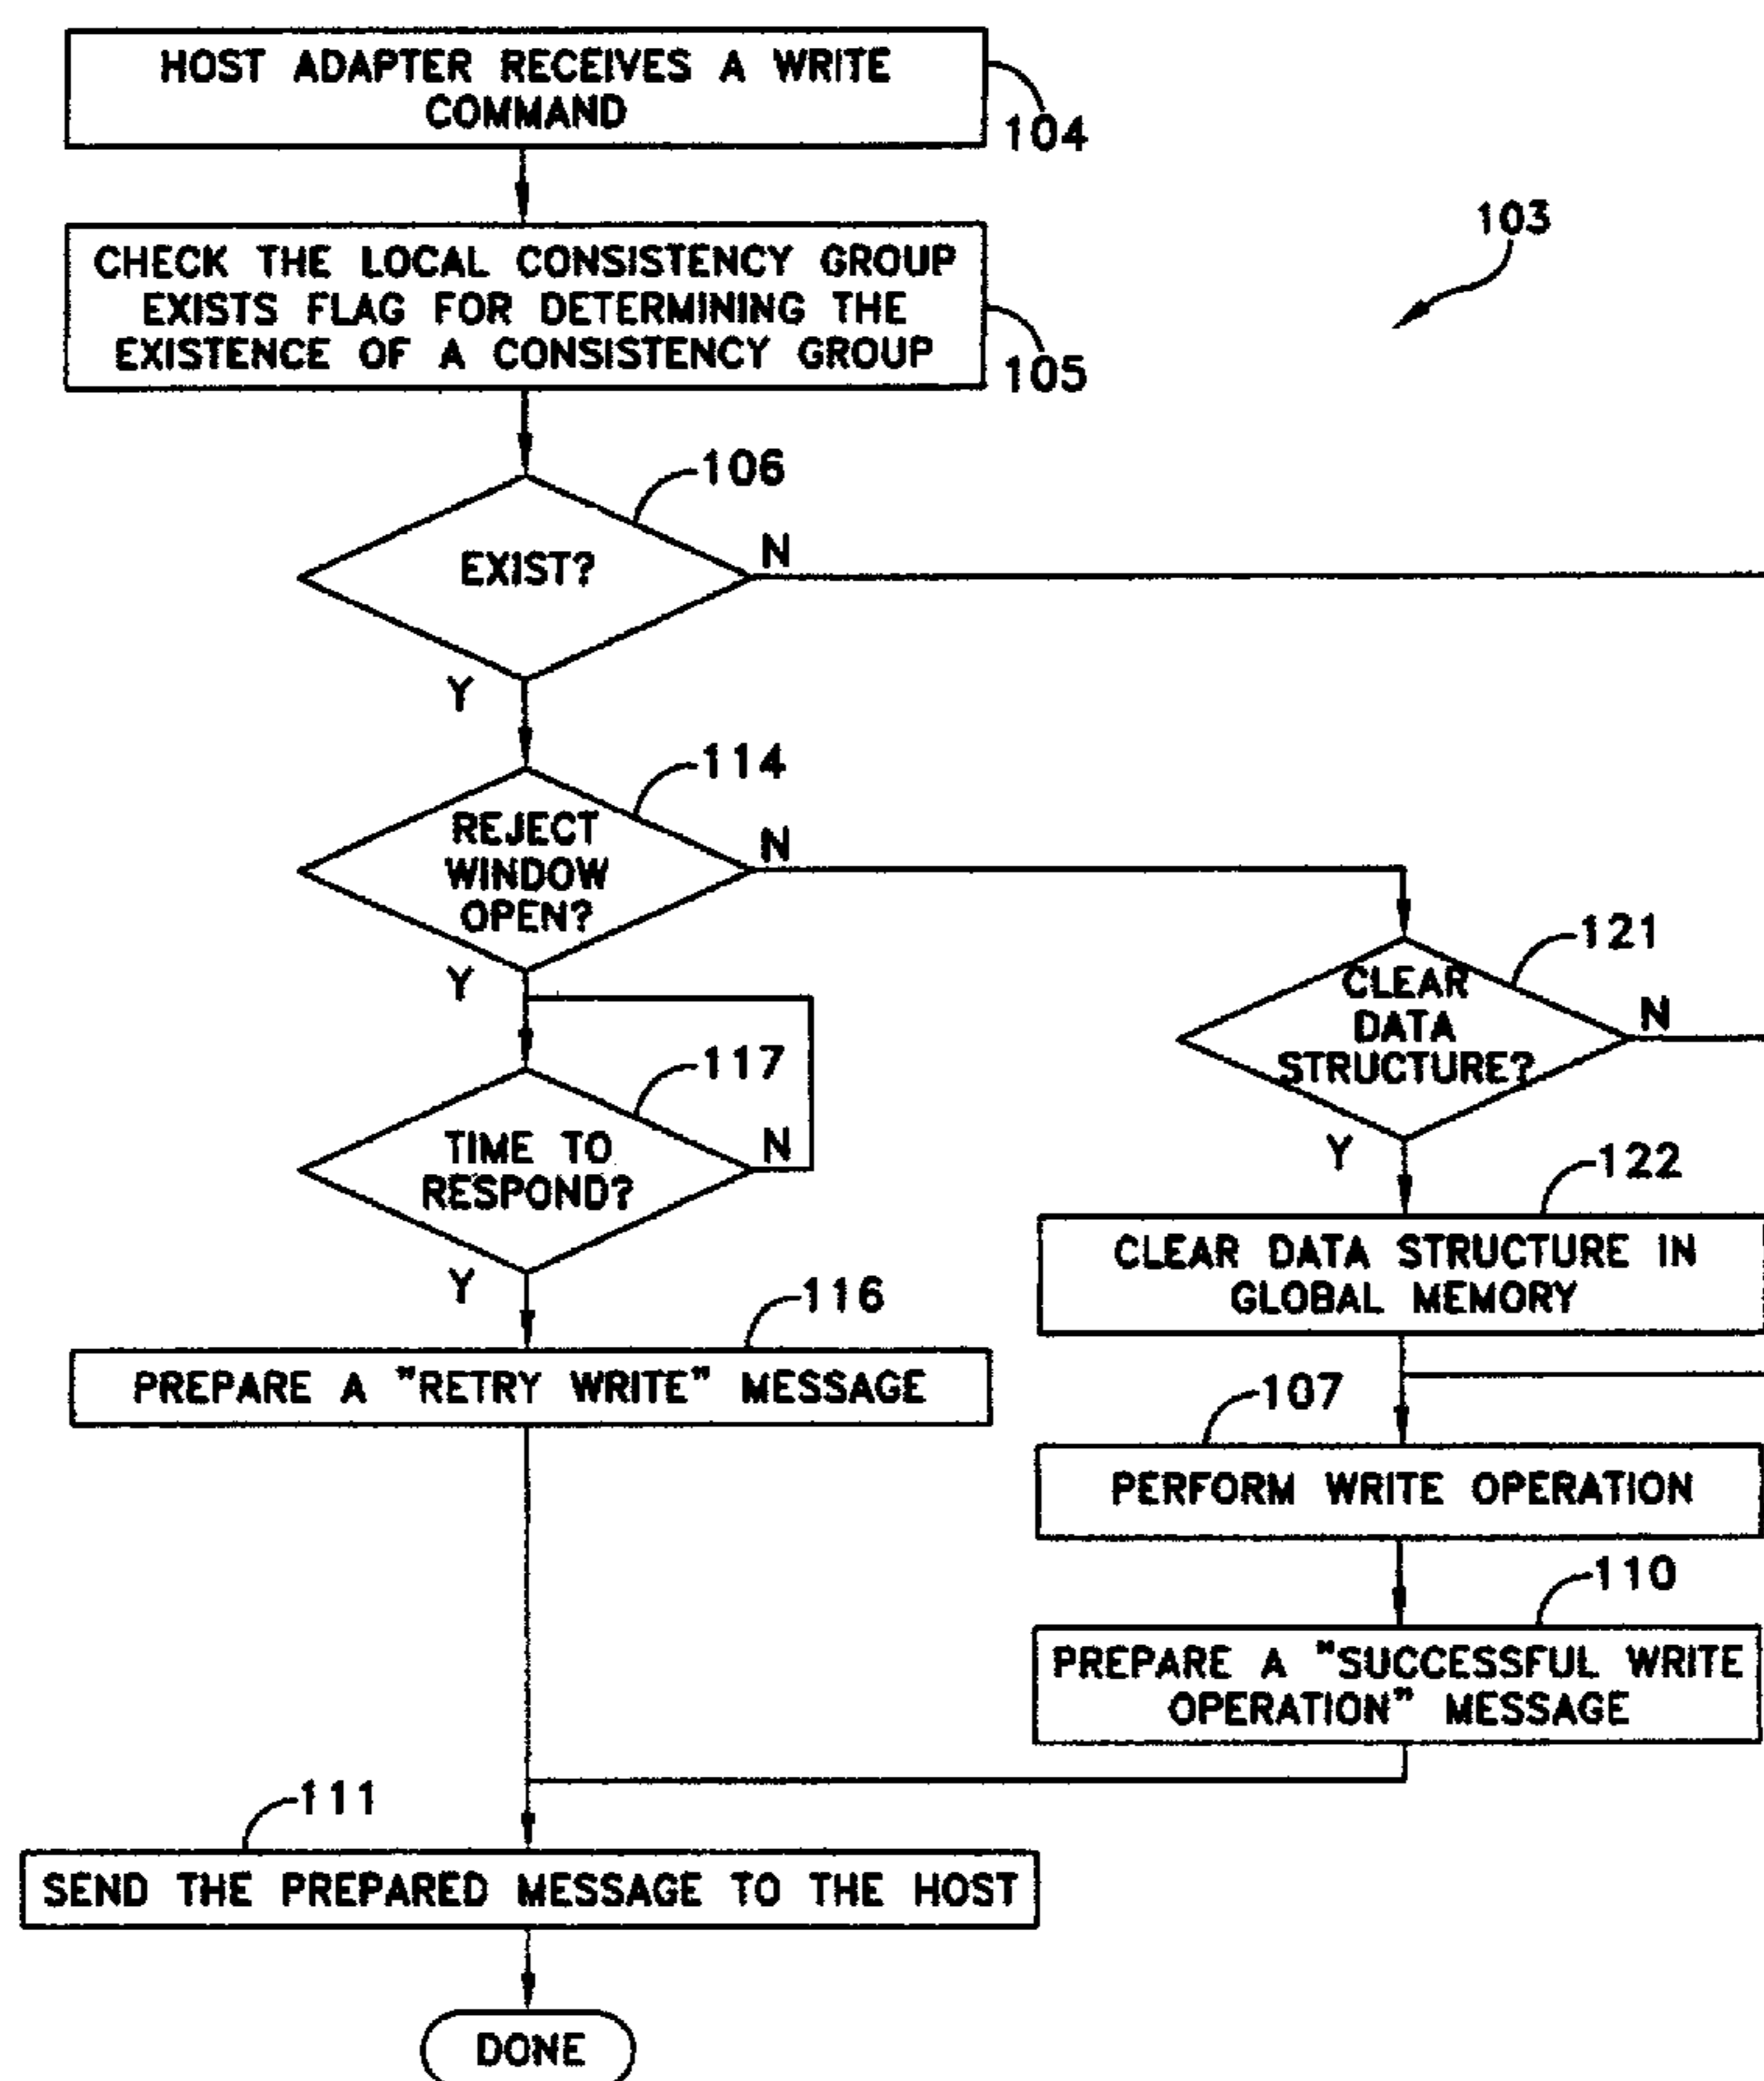 HOST ADAPTER RECEIVES A WRITE
COMMAND
104
CHECK THE LOCAL CONSISTENCY GROUP
EXISTS FLAG FOR DETERMINING THE
EXISTENCE OF A CONSISTENCY GROUP
105
103
106
EXIST?
N
Y
114
REJECT
WINDOW
OPEN?
N
Y
121
CLEAR
DATA
STRUCTURE?
N
Y
117
TIME TO
RESPOND?
N
Y
122
CLEAR DATA STRUCTURE IN
GLOBAL MEMORY
116
PREPARE A "RETRY WRITE" MESSAGE
107
PERFORM WRITE OPERATION
110
PREPARE A "SUCCESSFUL WRITE
OPERATION" MESSAGE
111
SEND THE PREPARED MESSAGE TO THE HOST
DONE